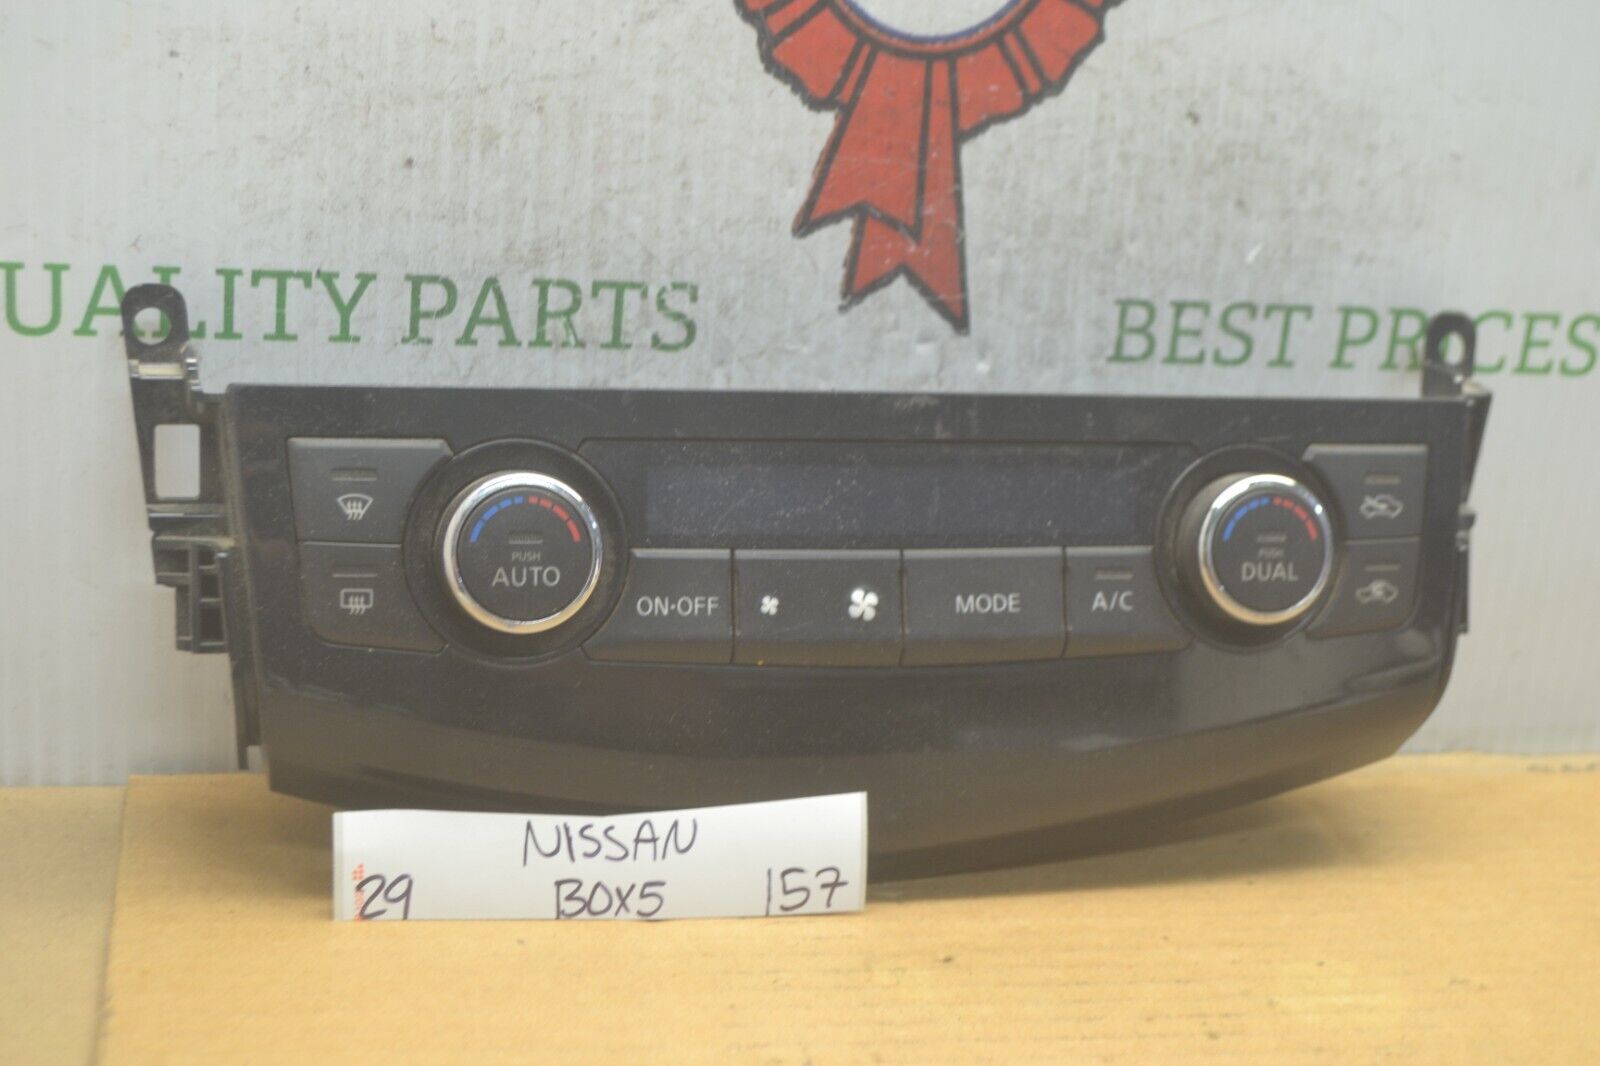 UALITY PARTS
BEST PRICES
PUSH
AUTO
ON·OFF
MODE
A/C
PUSH
DUAL
NISSAN
29 BOX5 157